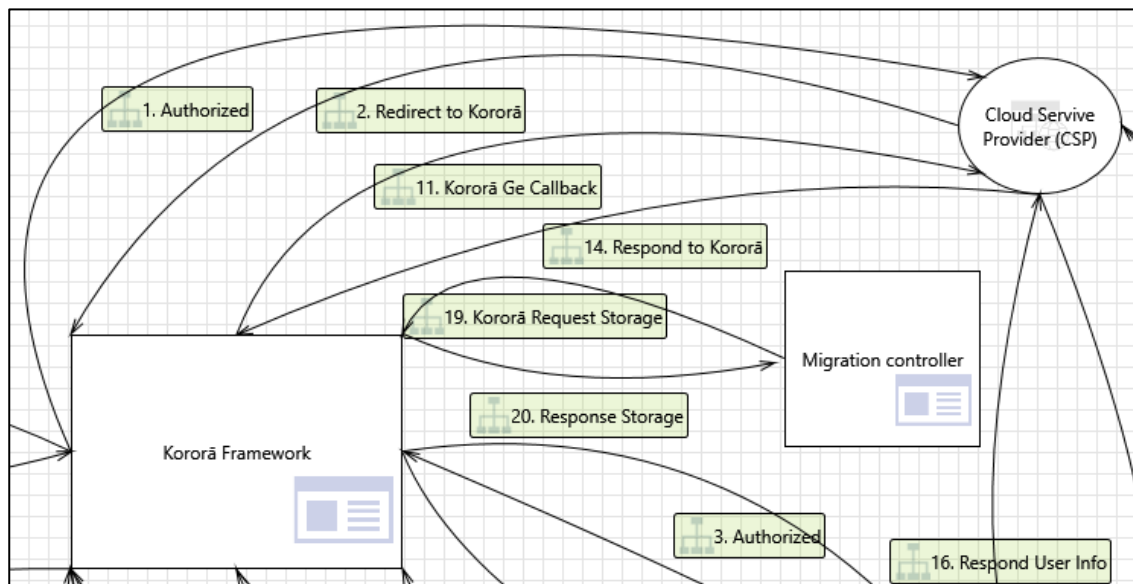 1. Authorized
2. Redirect to Kororā
Cloud Servive
Provider (CSP)
11. Kororā Ge Callback
14. Respond to Kororā
19. Kororā Request Storage
Migration controller
20. Response Storage
Kororā Framework
3. Authorized
16. Respond User Info